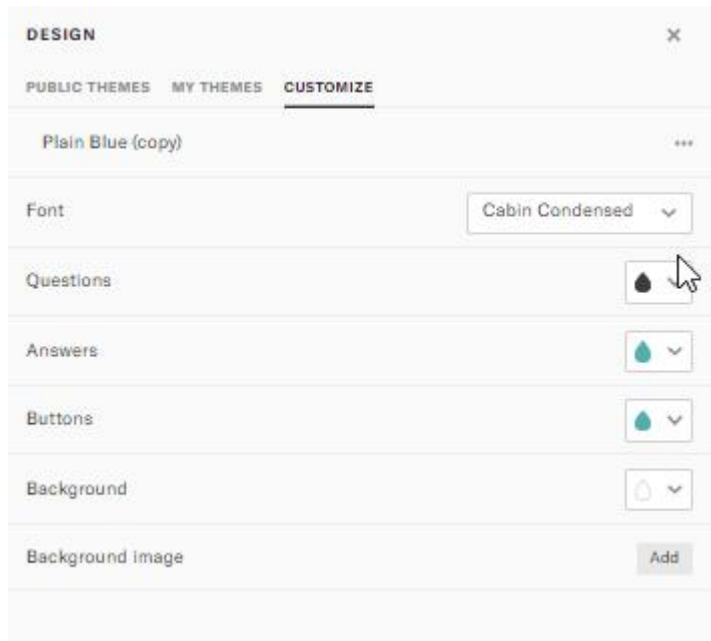 DESIGN
PUBLIC THEMES MY THEMES CUSTOMIZE
Plain Blue (copy)
Font Cabin Condensed
Questions
Answers
Buttons
Background
Background image Add